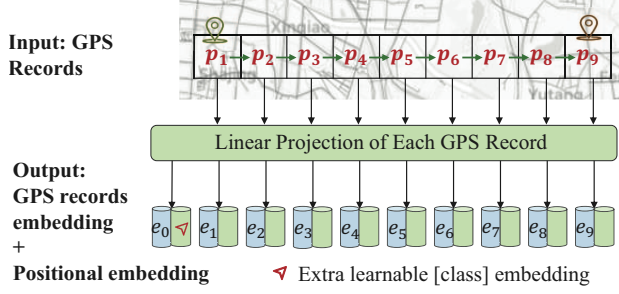 Xinqiao
Input: GPS
Records
p₁ p₂ p₃ p₄ p₅ p₆ p₇ p₈ p₉
Yutang
Linear Projection of Each GPS Record
Output:
GPS records
embedding
+
Positional embedding
e₀ e₁ e₂ e₃ e₄ e₅ e₆ e₇ e₈ e₉
Extra learnable [class] embedding